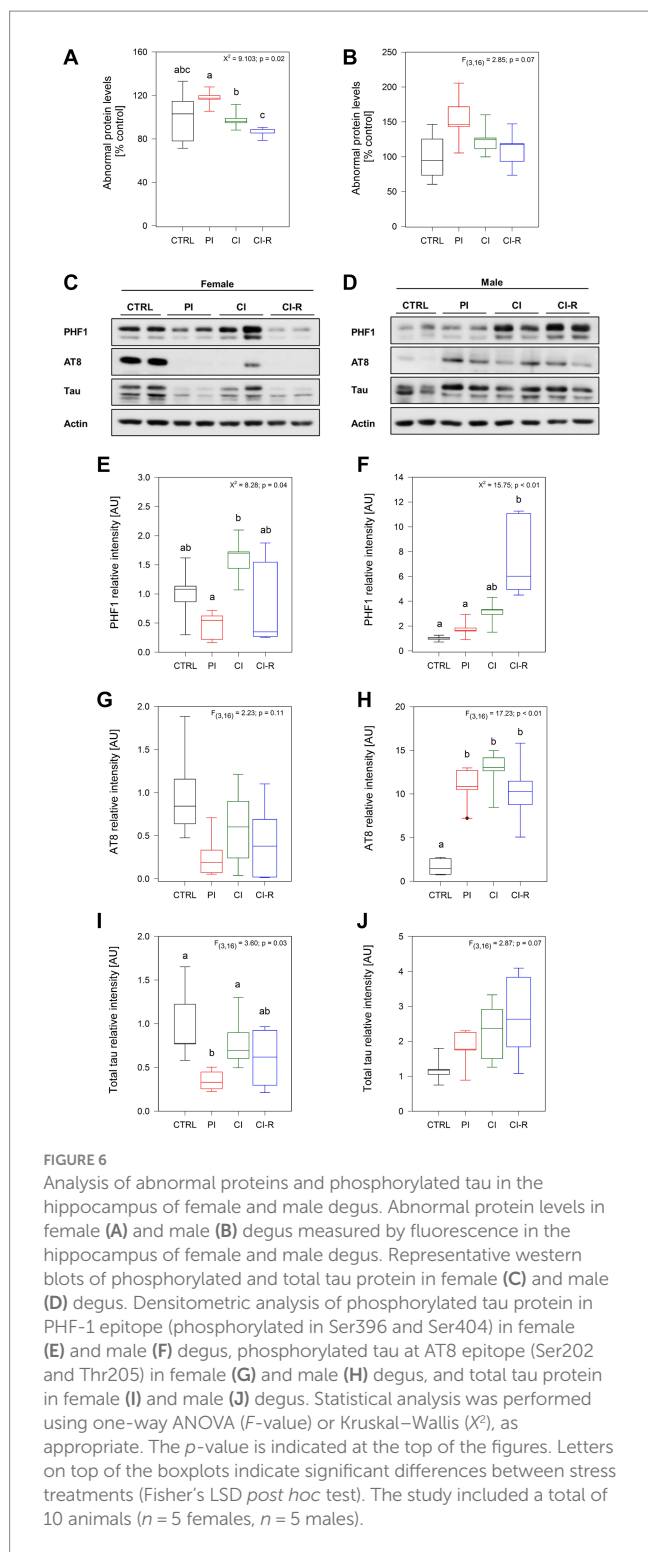 A
X² = 9.103; p = 0.02
Abnormal protein levels
[% control]
160
120
80
40
0
abc
a
b
c
CTRL PI CI CI-R
B
F(3,16) = 2.85; p = 0.07
Abnormal protein levels
[% control]
250
200
150
100
50
0
CTRL PI CI CI-R
C
Female
CTRL PI CI CI-R
PHF1
AT8
Tau
Actin
D
Male
CTRL PI CI CI-R
PHF1
AT8
Tau
Actin
E
X² = 8.28; p = 0.04
PHF1 relative intensity [AU]
3.0
2.5
2.0
1.5
1.0
0.5
0.0
ab
a
b
ab
CTRL PI CI CI-R
F
X² = 15.75; p < 0.01
PHF1 relative intensity [AU]
14
12
10
8
6
4
2
0
a
a
ab
b
CTRL PI CI CI-R
G
F(3,16) = 2.23; p = 0.11
AT8 relative intensity [AU]
2.0
1.5
1.0
0.5
0.0
CTRL PI CI CI-R
H
F(3,16) = 17.23; p < 0.01
AT8 relative intensity [AU]
20
15
10
5
0
a
b
b
b
CTRL PI CI CI-R
I
F(3,16) = 3.60; p = 0.03
Total tau relative intensity [AU]
2.0
1.5
1.0
0.5
0.0
a
b
a
ab
CTRL PI CI CI-R
J
F(3,16) = 2.87; p = 0.07
Total tau relative intensity [AU]
5
4
3
2
1
0
CTRL PI CI CI-R
FIGURE 6
Analysis of abnormal proteins and phosphorylated tau in the
hippocampus of female and male degus. Abnormal protein levels in
female (A) and male (B) degus measured by fluorescence in the
hippocampus of female and male degus. Representative western
blots of phosphorylated and total tau protein in female (C) and male
(D) degus. Densitometric analysis of phosphorylated tau protein in
PHF-1 epitope (phosphorylated in Ser396 and Ser404) in female
(E) and male (F) degus, phosphorylated tau at AT8 epitope (Ser202
and Thr205) in female (G) and male (H) degus, and total tau protein
in female (I) and male (J) degus. Statistical analysis was performed
using one-way ANOVA (F-value) or Kruskal–Wallis (X²), as
appropriate. The p-value is indicated at the top of the figures. Letters
on top of the boxplots indicate significant differences between stress
treatments (Fisher's LSD post hoc test). The study included a total of
10 animals (n = 5 females, n = 5 males).